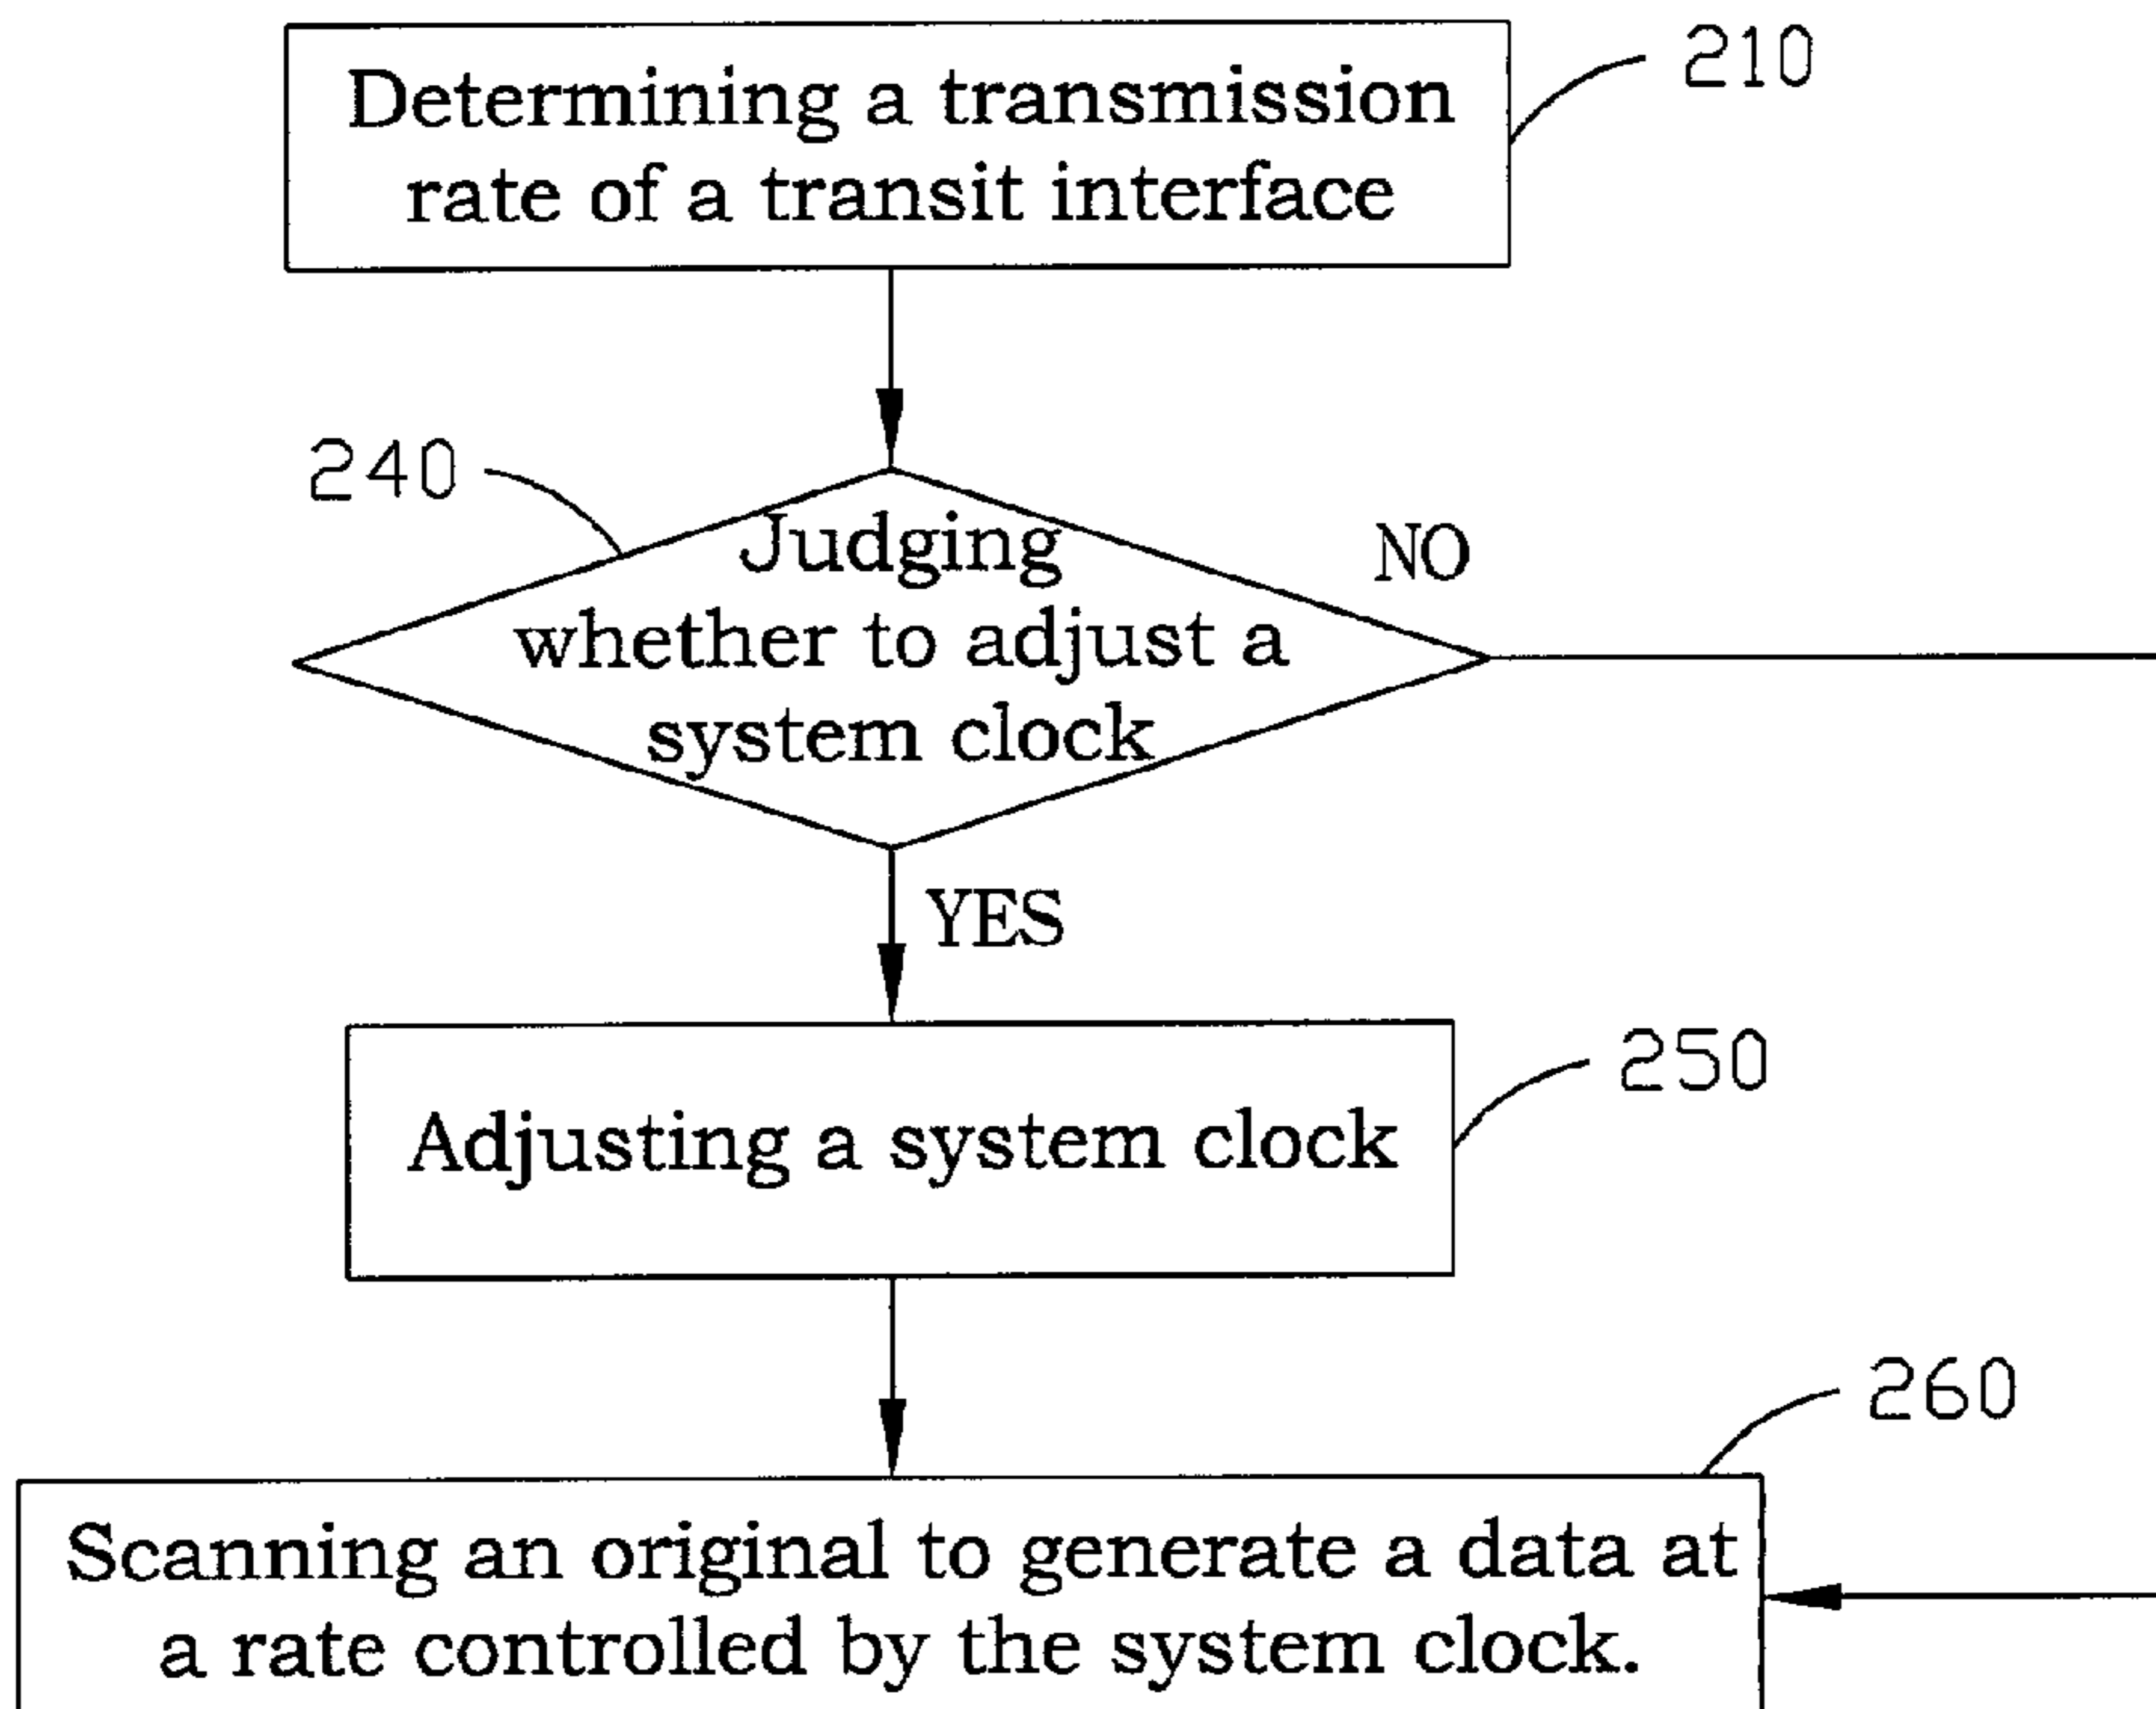 Determining a transmission
rate of a transit interface
210
240
Judging
whether to adjust a
system clock
NO
YES
Adjusting a system clock
250
260
Scanning an original to generate a data at
a rate controlled by the system clock.